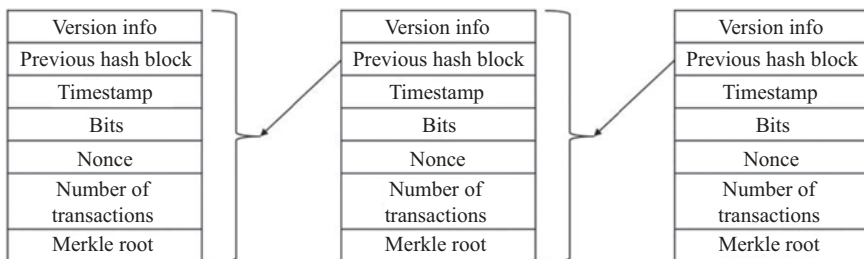 Version info
Previous hash block
Timestamp
Bits
Nonce
Number of
transactions
Merkle root
Version info
Previous hash block
Timestamp
Bits
Nonce
Number of
transactions
Merkle root
Version info
Previous hash block
Timestamp
Bits
Nonce
Number of
transactions
Merkle root